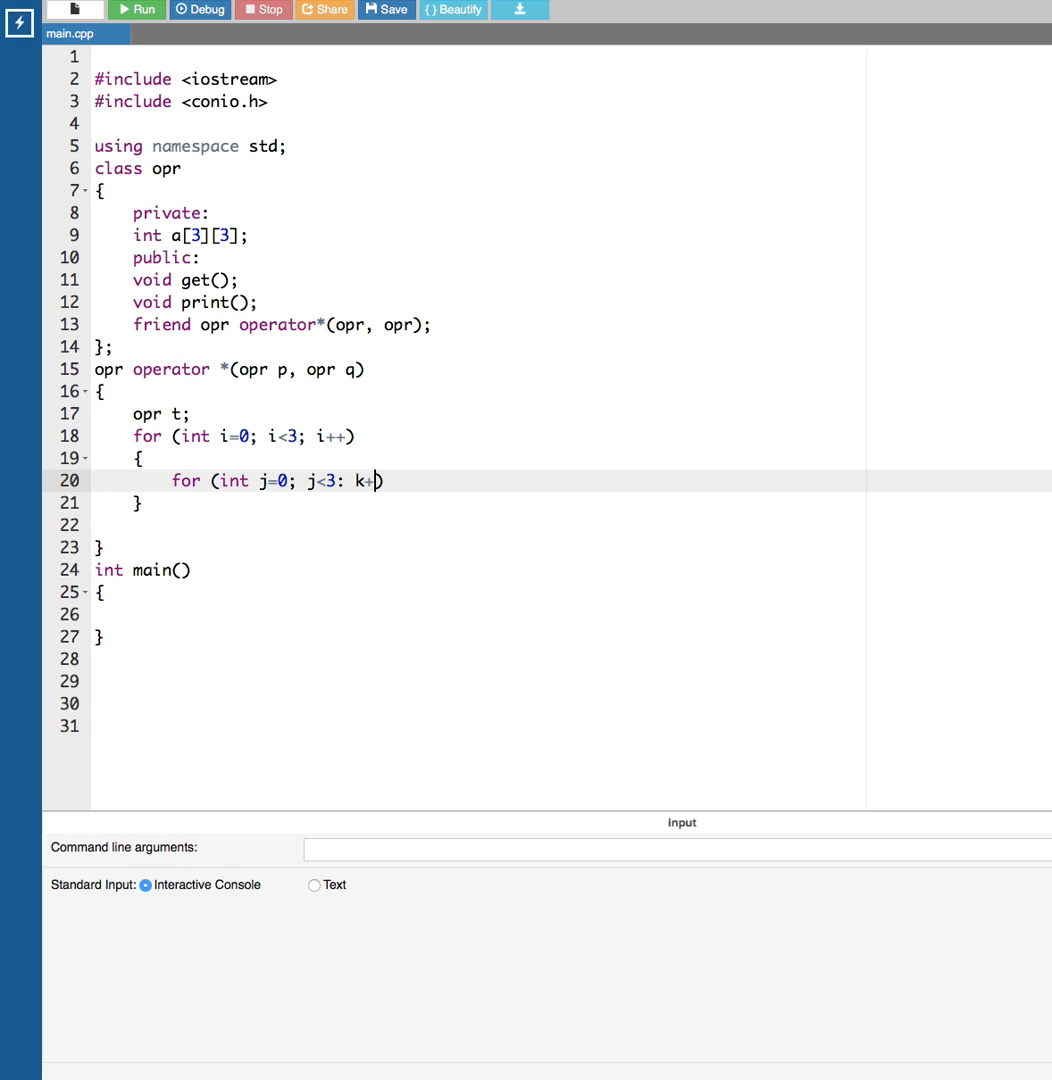 Run Debug Stop Share Save { } Beautify
main.cpp
1
2 #include <iostream>
3 #include <conio.h>
4
5 using namespace std;
6 class opr
7 {
8 private:
9 int a[3][3];
10 public:
11 void get();
12 void print();
13 friend opr operator*(opr, opr);
14 };
15 opr operator *(opr p, opr q)
16 {
17 opr t;
18 for (int i=0; i<3; i++)
19 {
20 for (int j=0; j<3: k+)
21 }
22
23 }
24 int main()
25 {
26
27 }
28
29
30
31
input
Command line arguments:
Standard Input: Interactive Console Text